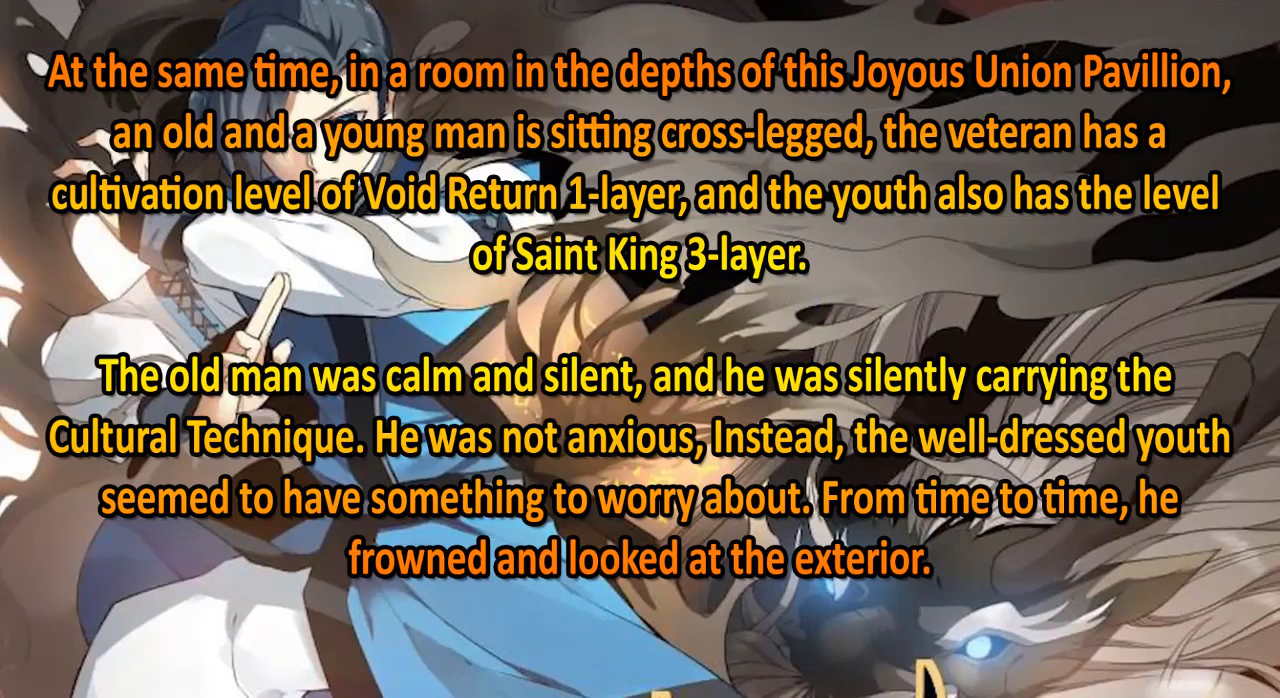 At the same time, in a room in the depths of this Joyous Union Pavillion,
an old and a young man is sitting cross-legged, the veteran has a
cultivation level of Void Return 1-layer, and the youth also has the level
of Saint King 3-layer.
The old man was calm and silent, and he was silently carrying the
Cultural Technique. He was not anxious, Instead, the well-dressed youth
seemed to have something to worry about. From time to time, he
frowned and looked at the exterior.